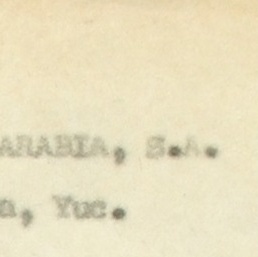 ARABIA, S.A.
a, Yuc.